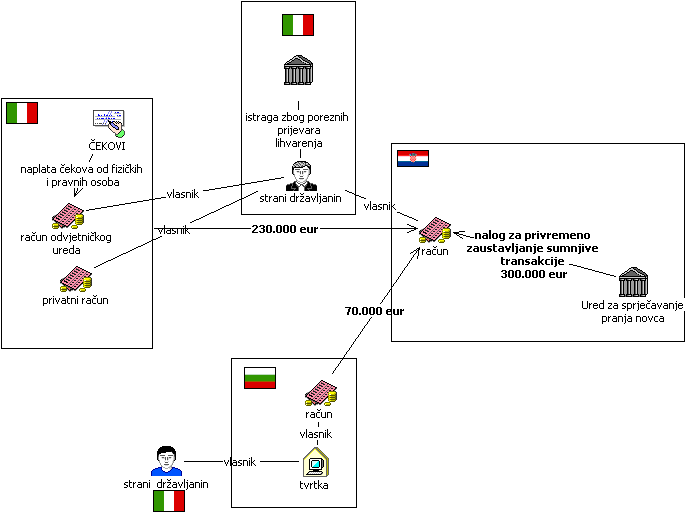 istraga zbog poreznih
prijevara
lihvarenja
strani državljanin
ČEKOVI
naplata čekova od fizičkih
i pravnih osoba
račun odvjetničkog
ureda
privatni račun
vlasnik
vlasnik
vlasnik
230.000 eur
račun
nalog za privremeno
zaustavljanje sumnjive
transakcije
300.000 eur
Ured za sprječavanje
pranja novca
70.000 eur
račun
vlasnik
tvrtka
vlasnik
strani državljanin